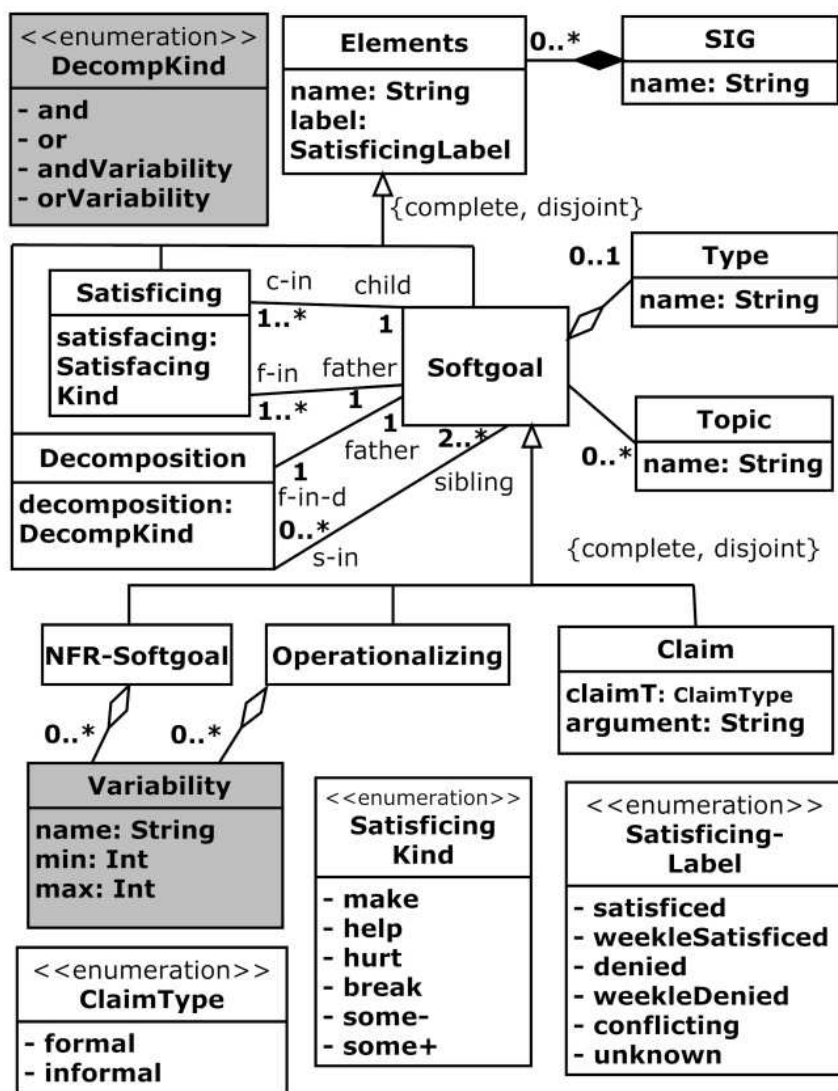 <<enumeration>>
DecompKind
- and
- or
- andVariability
- orVariability
Elements
name: String
label:
SatisficingLabel
0..*
SIG
name: String
{complete, disjoint}
Satisficing
satisfacing:
Satisfacing
Kind
c-in
child
1..*
1
f-in
father
1..*
1
Softgoal
0..1
Type
name: String
Topic
name: String
0..*
Decomposition
decomposition:
DecompKind
1
father
1
f-in-d
2..*
sibling
0..*
s-in
{complete, disjoint}
NFR-Softgoal
Operationalizing
Claim
claimT: ClaimType
argument: String
0..*
0..*
Variability
name: String
min: Int
max: Int
<<enumeration>>
ClaimType
- formal
- informal
<<enumeration>>
Satisficing
Kind
- make
- help
- hurt
- break
- some-
- some+
<<enumeration>>
Satisficing-
Label
- satisficed
- weekleSatisficed
- denied
- weekleDenied
- conflicting
- unknown